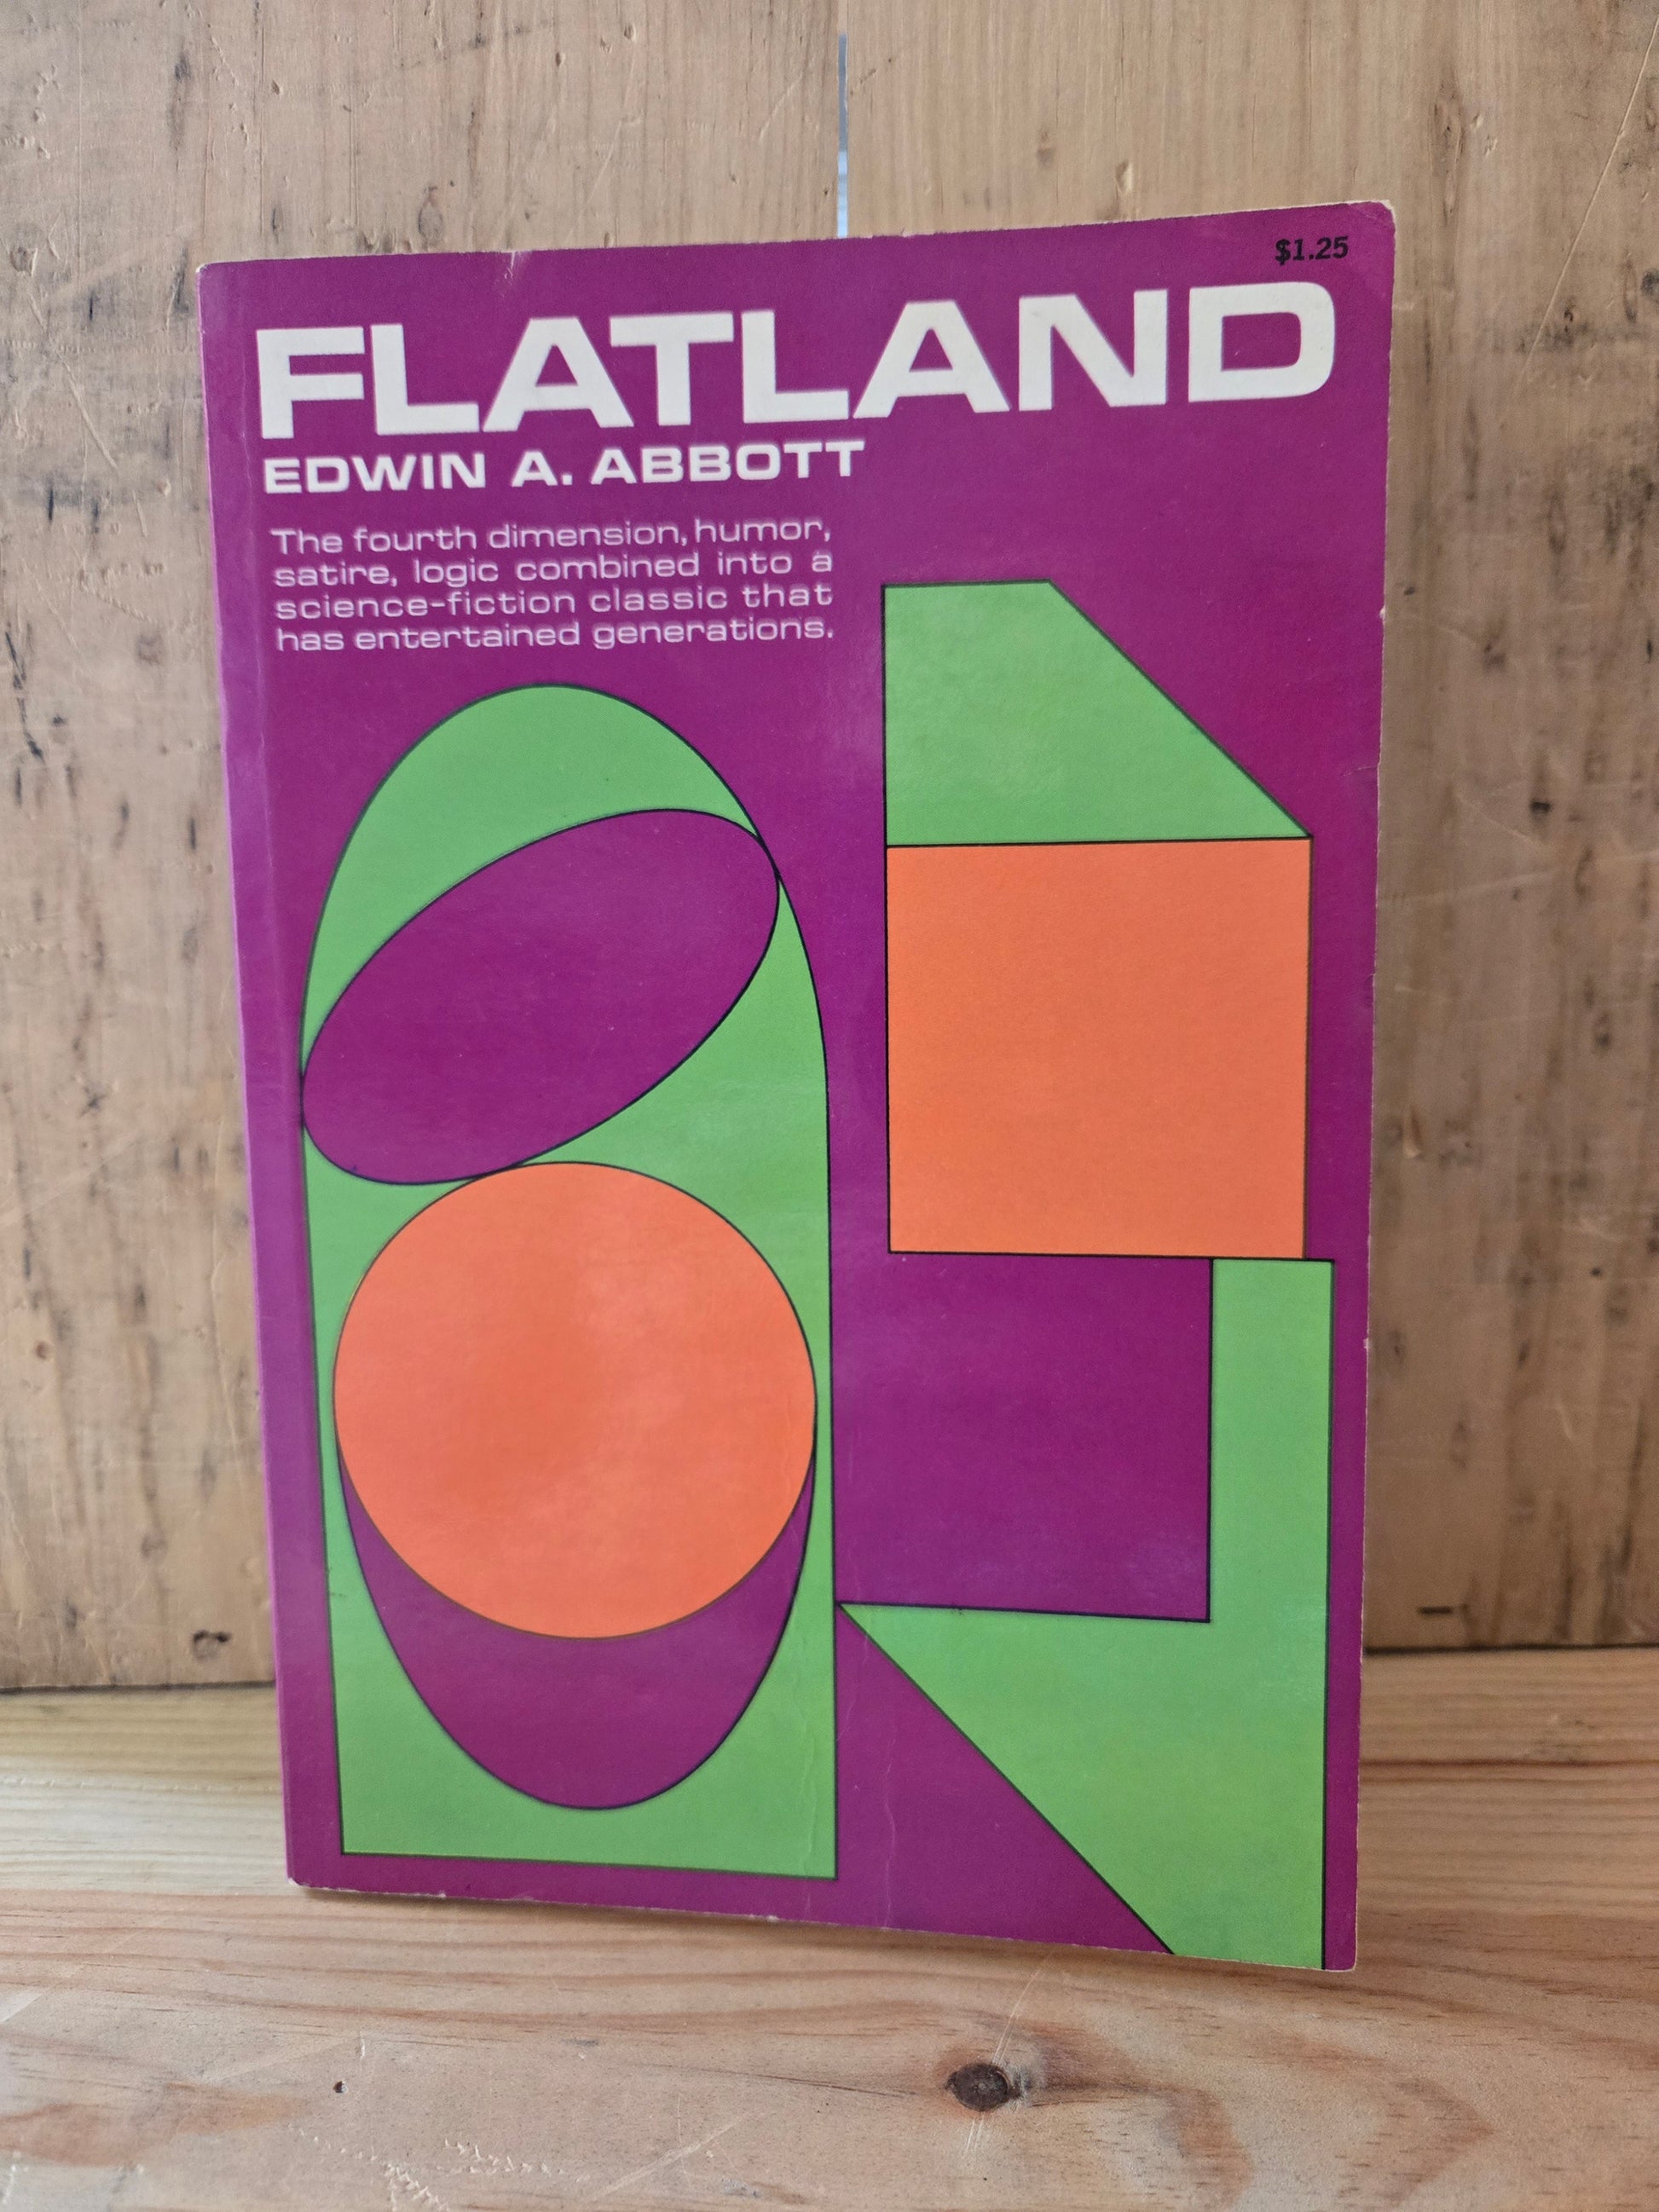 $1.25
FLATLAND
EDWIN A. ABBOTT
The fourth dimension, humor,
satire, logic combined into a
science-fiction classic that
has entertained generations.